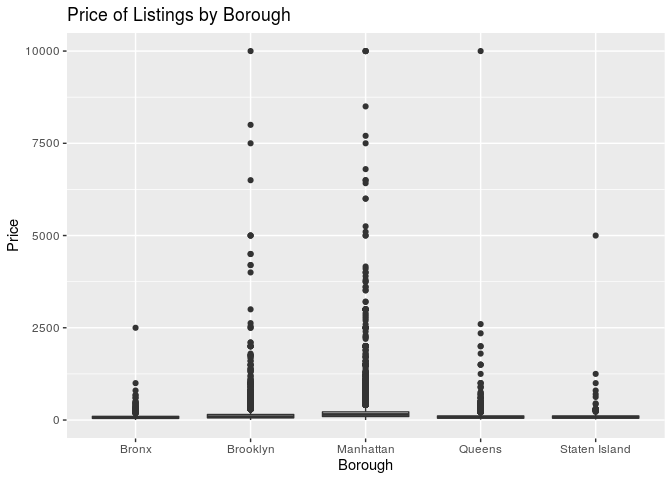 Price of Listings by Borough
10000
7500
5000
2500
0
Price
Bronx Brooklyn Manhattan Queens Staten Island
Borough